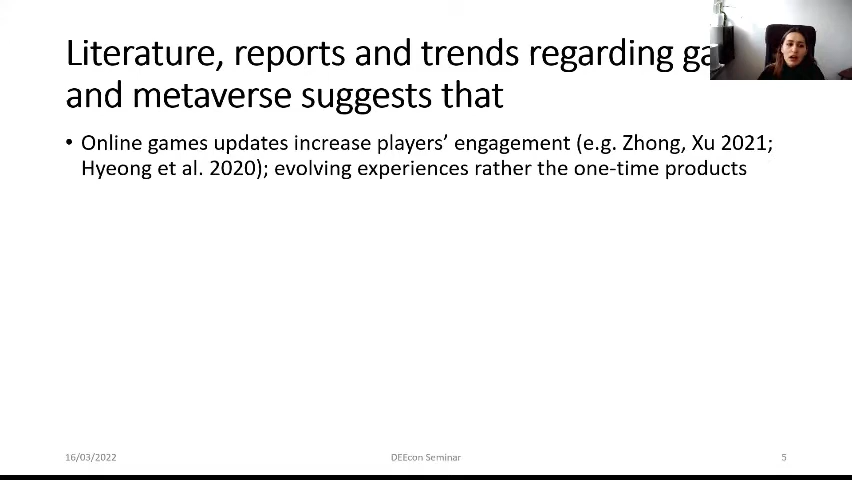 Literature, reports and trends regarding ga
and metaverse suggests that
• Online games updates increase players’ engagement (e.g. Zhong, Xu 2021;
Hyeong et al. 2020); evolving experiences rather the one-time products
16/03/2022
DEEcon Seminar
5